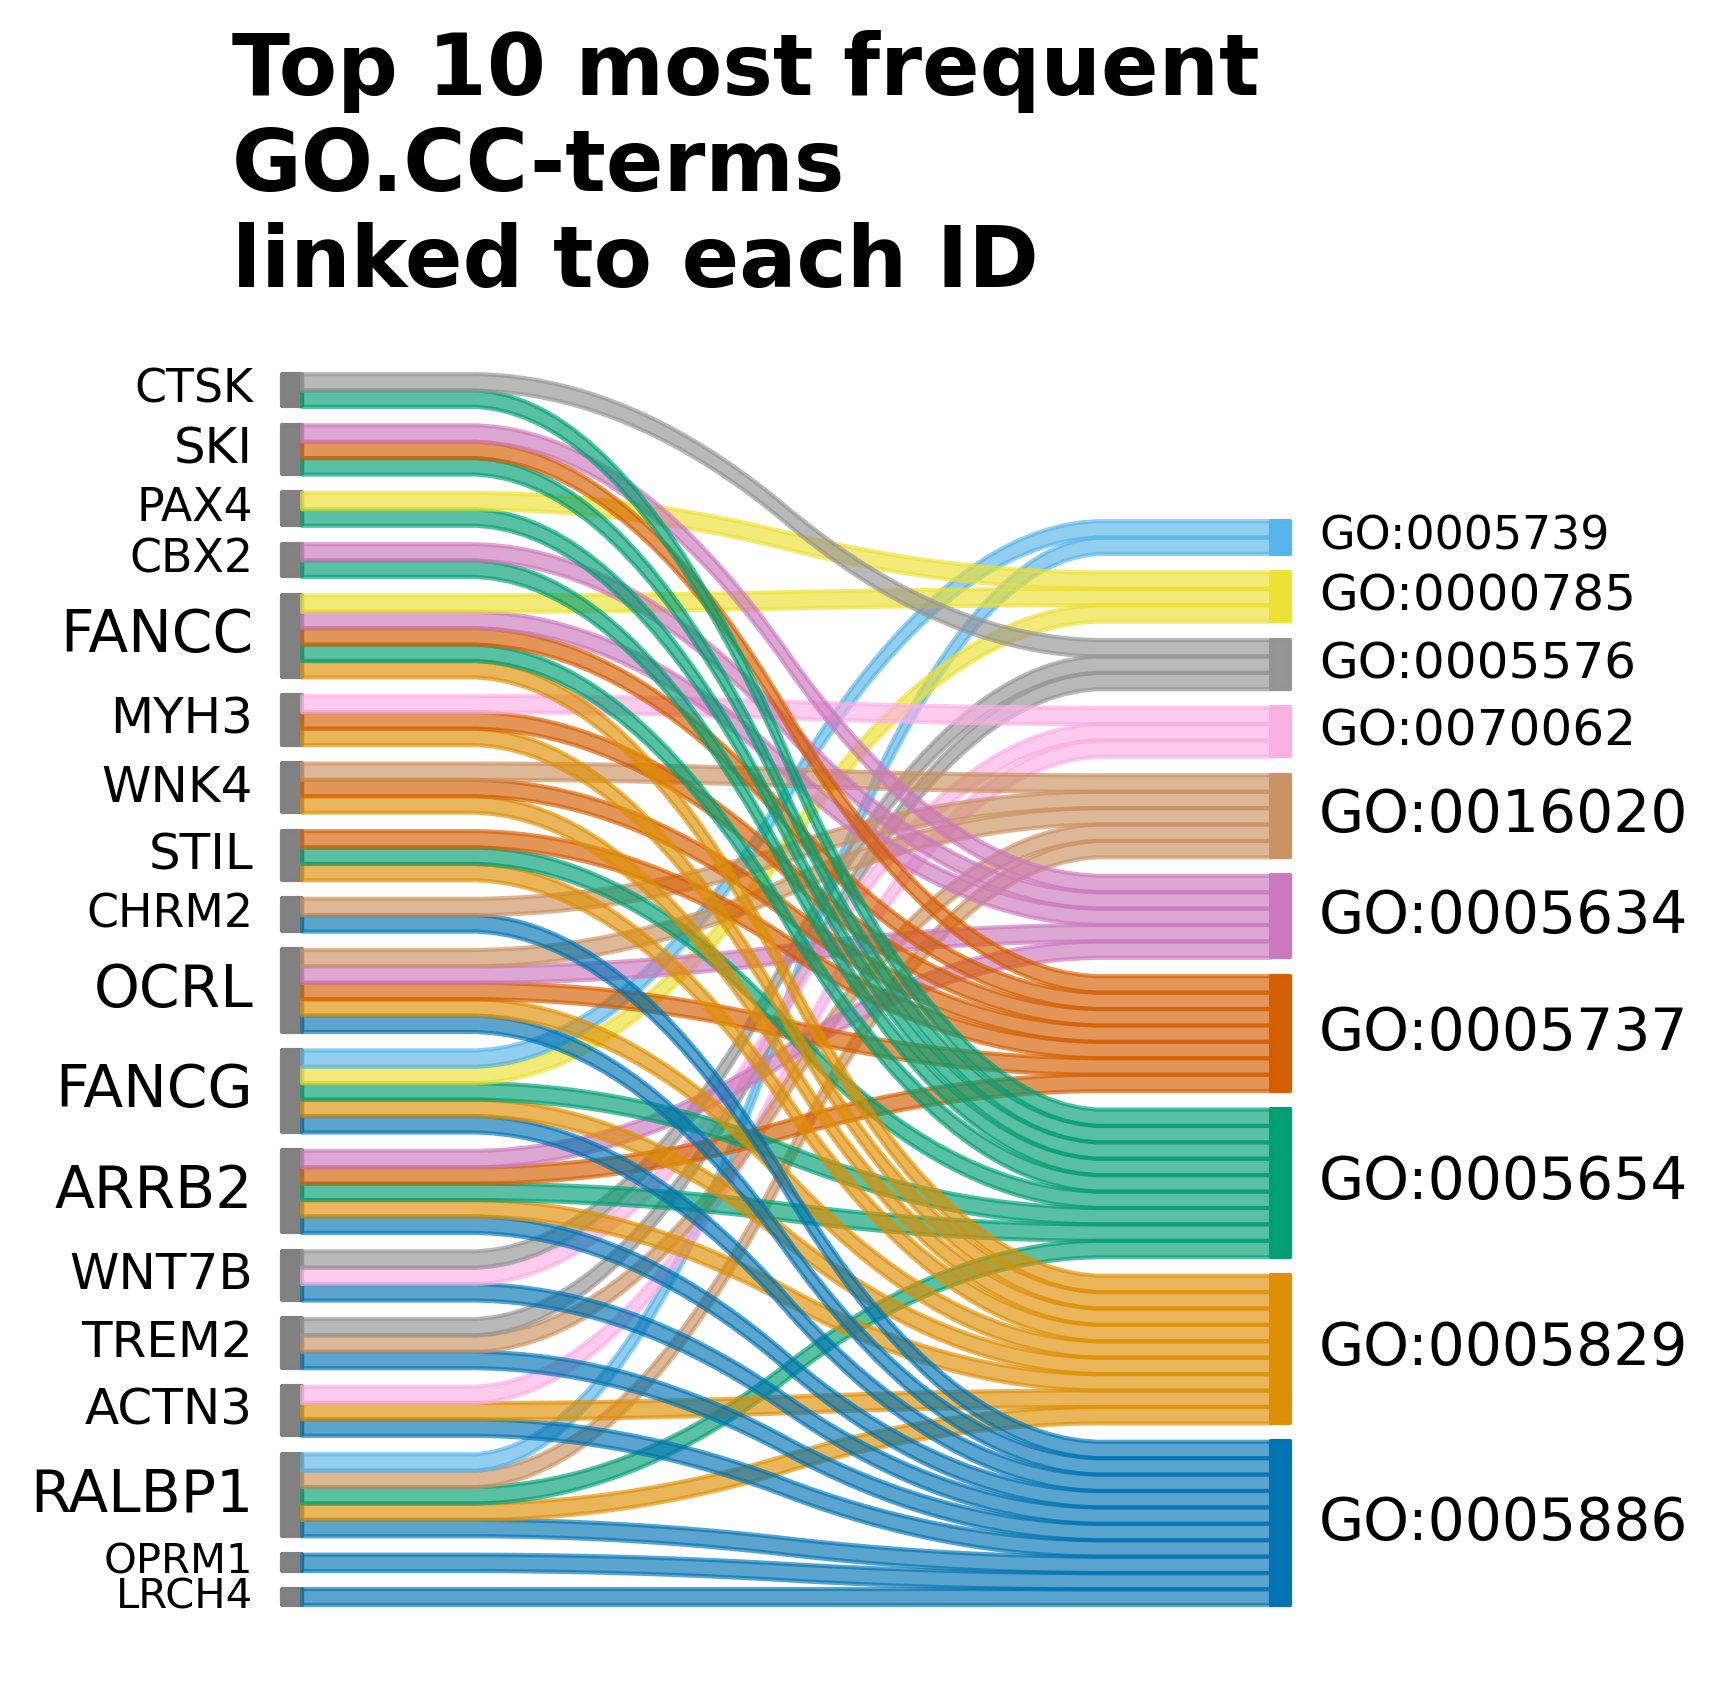 Top 10 most frequent
GO.CC-terms
linked to each ID
CTSK
SKI
PAX4
CBX2
FANCC
MYH3
WNK4
STIL
CHRM2
OCRL
FANCG
ARRB2
WNT7B
TREM2
ACTN3
RALBP1
OPRM1
LRCH4
GO:0005739
GO:0000785
GO:0005576
GO:0070062
GO:0016020
GO:0005634
GO:0005737
GO:0005654
GO:0005829
GO:0005886